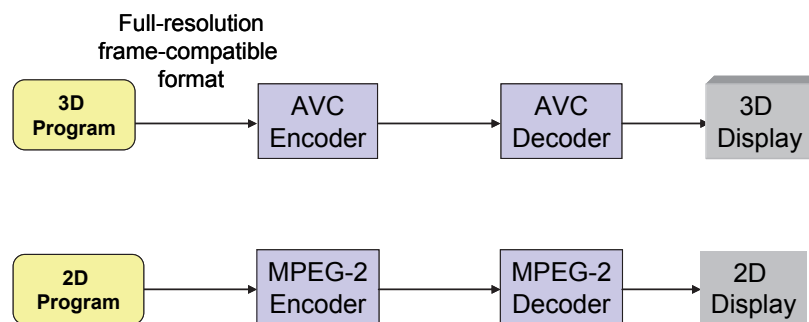 Full-resolution
frame-compatible
format
3D
Program
AVC
Encoder
AVC
Decoder
3D
Display
2D
Program
MPEG-2
Encoder
MPEG-2
Decoder
2D
Display